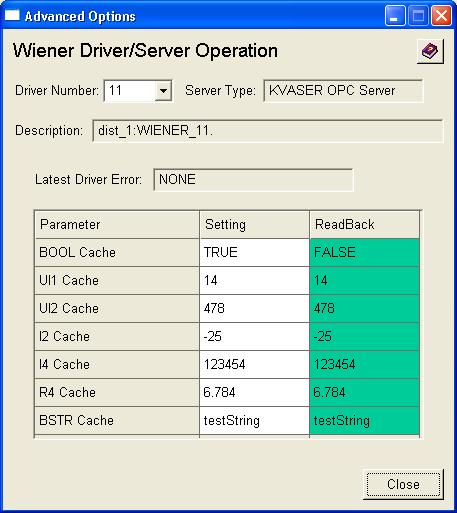 Advanced Options
Wiener Driver/Server Operation
Driver Number: 11 Server Type: KVASER OPC Server
Description: dist_1:WIENER_11.
Latest Driver Error: NONE
Parameter Setting ReadBack
BOOL Cache TRUE FALSE
UI1 Cache 14 14
UI2 Cache 478 478
I2 Cache -25 -25
I4 Cache 123454 123454
R4 Cache 6.784 6.784
BSTR Cache testString testString
Close